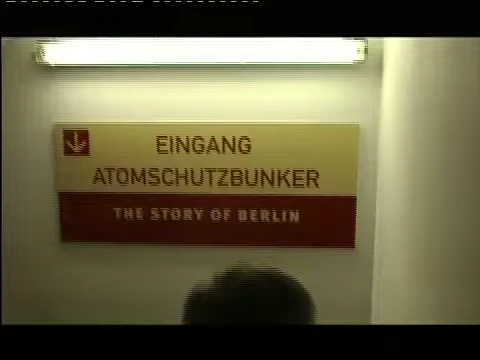 EINGANG
ATOMSCHUTZBUNKER
THE STORY OF BERLIN